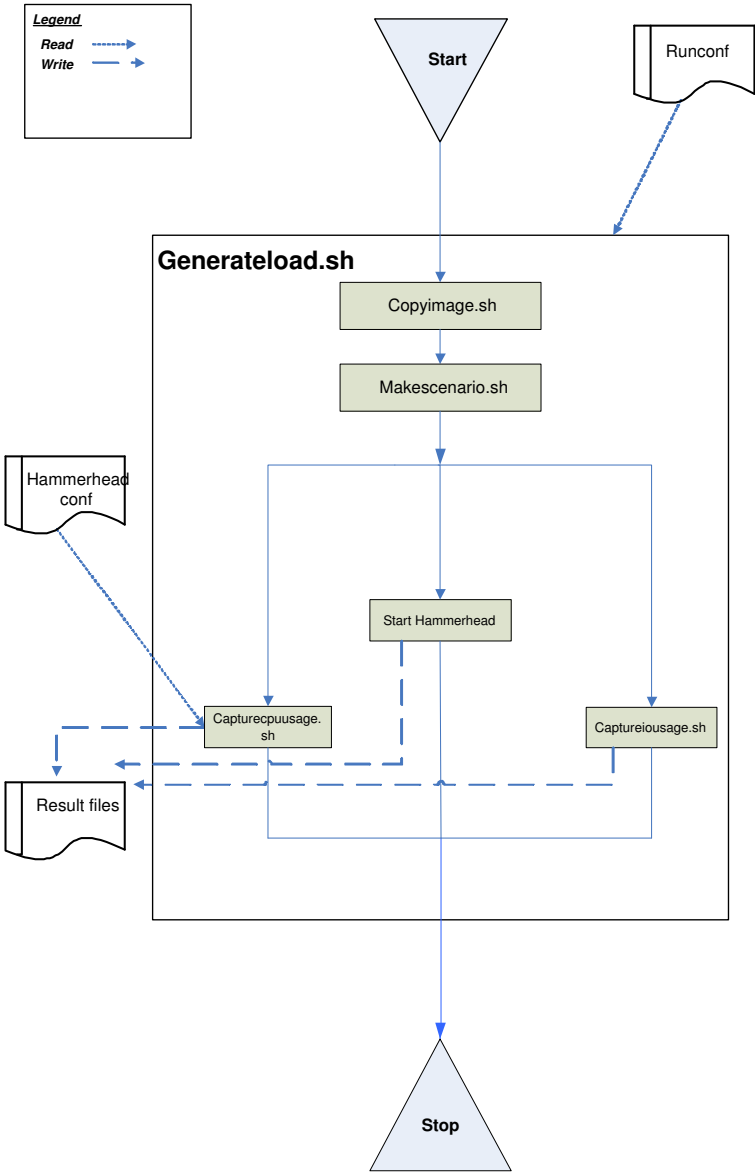 Legend
Read
Write
Start
Runconf
Generateload.sh
Copyimage.sh
Makescenario.sh
Hammerhead
conf
Start Hammerhead
Capturecpuusage.
sh
Captureiousage.sh
Result files
Stop